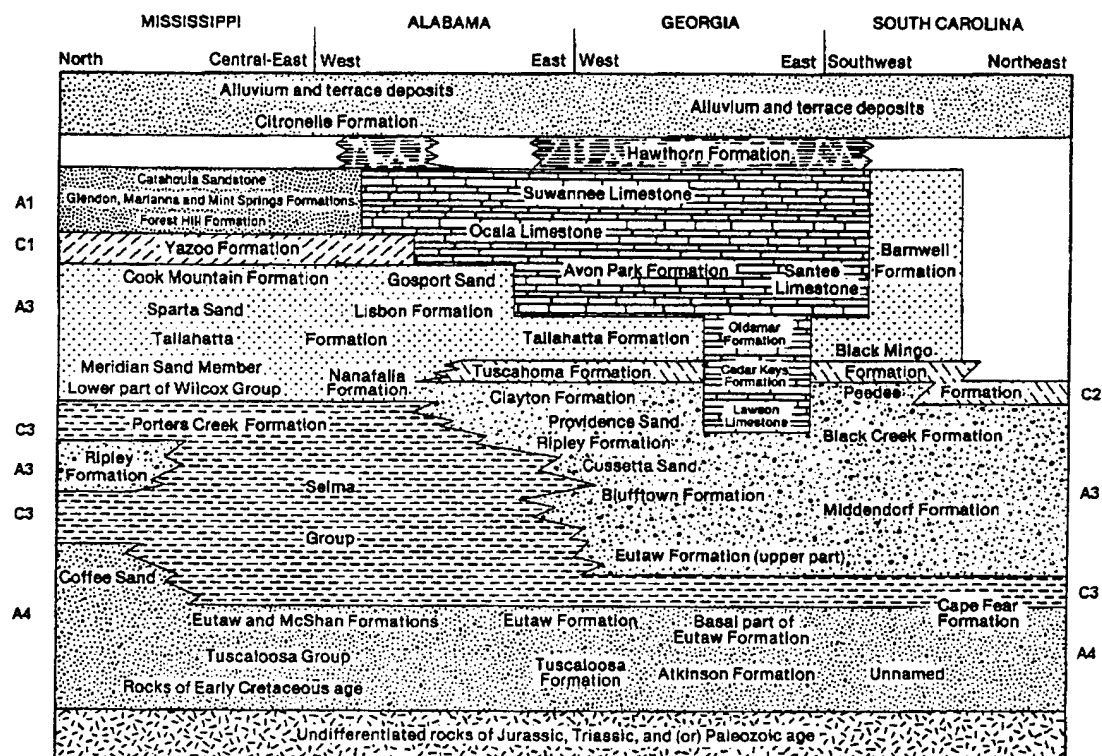 MISSISSIPPI ALABAMA GEORGIA SOUTH CAROLINA
North Central-East West East West East Southwest Northeast
Alluvium and terrace deposits
Citronelle Formation
Alluvium and terrace deposits
Hawthorn Formation
A1
Catahoula Sandstone
Glendon, Marianna and Mint Springs Formations
Forest Hill Formation
Suwannee Limestone
Ocala Limestone
C1
Yazoo Formation
Barnwell
Formation
Avon Park Formation
Santee
Limestone
A3
Cook Mountain Formation
Gosport Sand
Sparta Sand
Lisbon Formation
Tallahatta Formation
Tallahatta Formation
Oldsmar
Formation
Meridian Sand Member
Lower part of Wilcox Group
Nanafalia
Formation
Tuscahoma Formation
Cedar Keys
Formation
Black Mingo
Formation
Clayton Formation
Lawson
Limestone
Peedee Formation
C2
C3
Porters Creek Formation
Providence Sand
Ripley Formation
Black Creek Formation
A3
Ripley
Formation
Cussetta Sand
C3
Selma
Group
Blufftown Formation
Middendorf Formation
A3
Eutaw Formation (upper part)
C3
Coffee Sand
Cape Fear
Formation
A4
Eutaw and McShan Formations
Eutaw Formation
Basal part of
Eutaw Formation
A4
Tuscaloosa Group
Tuscaloosa
Formation
Atkinson Formation
Unnamed
Rocks of Early Cretaceous age
Undifferentiated rocks of Jurassic, Triassic, and (or) Paleozoic age